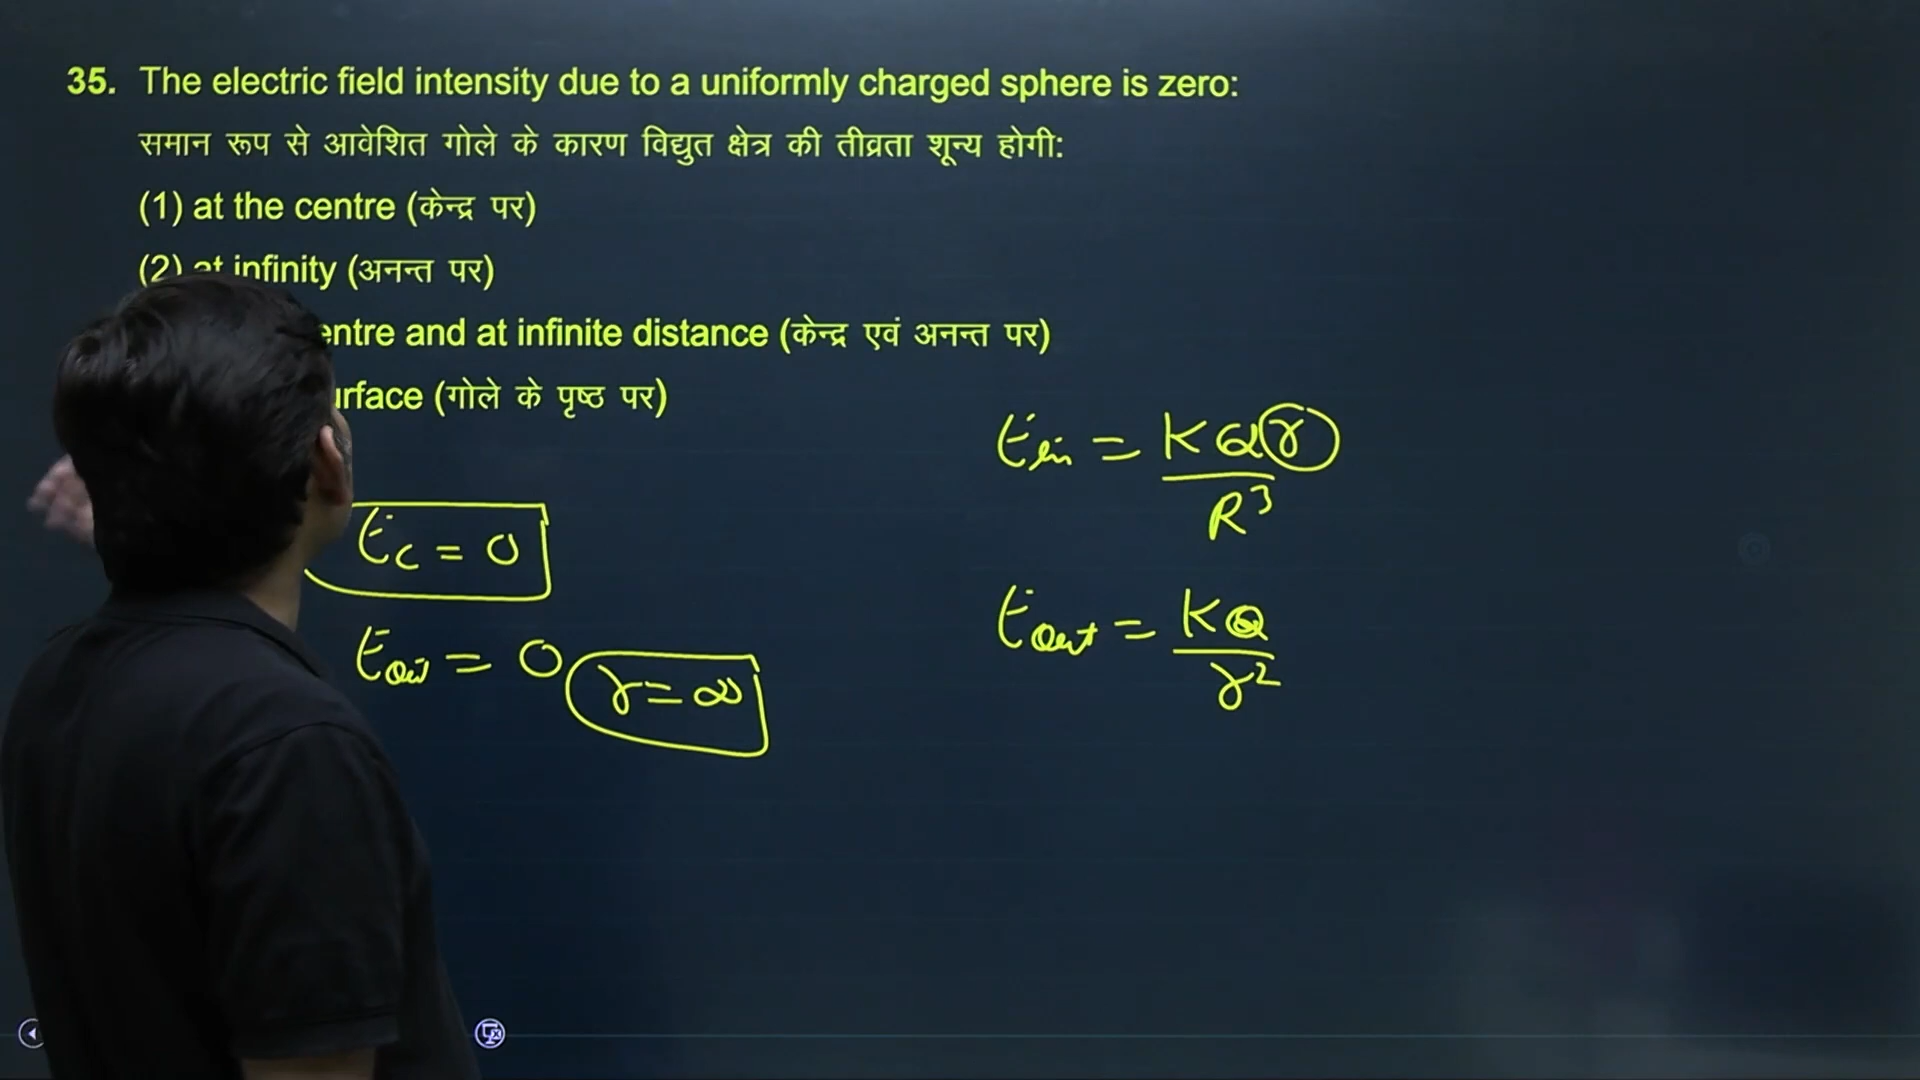 35. The electric field intensity due to a uniformly charged sphere is zero:
समान रूप से आवेशित गोले के कारण विद्युत क्षेत्र की तीव्रता शून्य होगी:
(1) at the centre (केन्द्र पर)
(2) at infinity (अनन्त पर)
and at infinite distance (केन्द्र एवं अनन्त पर)
(गोले के पृष्ठ पर)
E_in = KQr / R³
E_c = 0
E_out = KQ / r²
E_out = 0 r = ∞